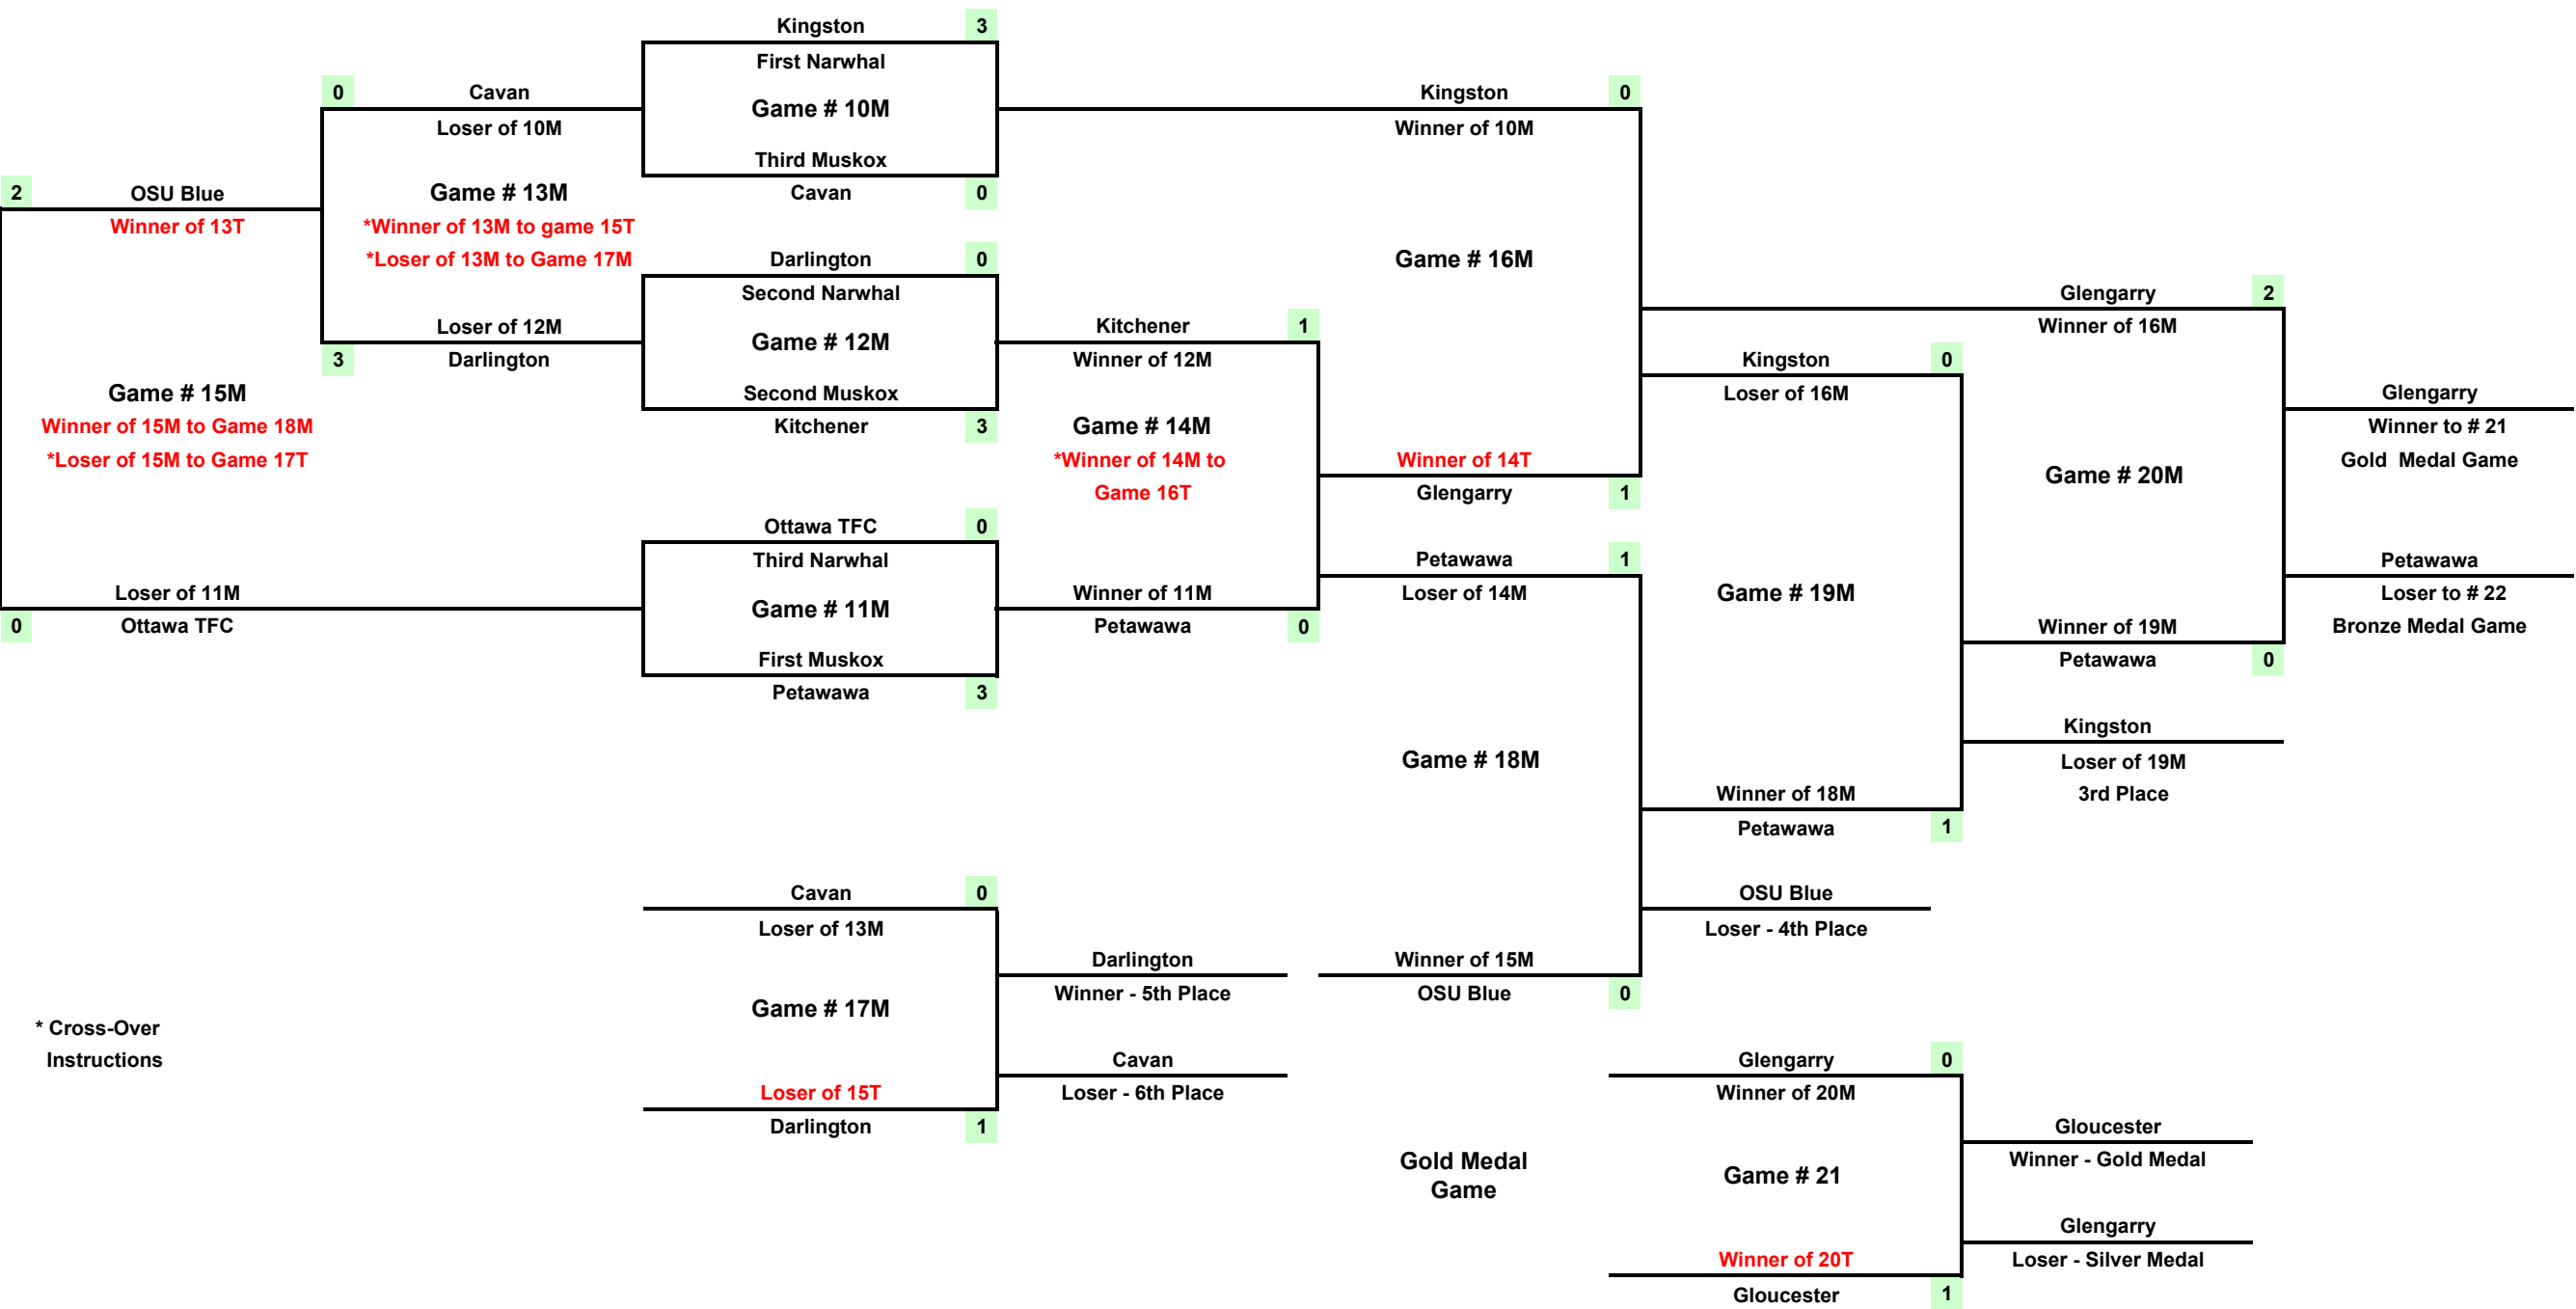 Kingston 3
First Narwhal
0 Cavan
Game # 10M
Kingston 0
Loser of 10M
Winner of 10M
Third Muskox
2 OSU Blue
Game # 13M
Cavan 0
Winner of 13T
*Winner of 13M to game 15T
*Loser of 13M to Game 17M
Darlington 0
Game # 16M
Second Narwhal
Glengarry 2
Loser of 12M
Kitchener 1
Winner of 16M
Game # 12M
3 Darlington
Winner of 12M
Kingston 0
Game # 15M
Second Muskox
Loser of 16M
Glengarry
Winner of 15M to Game 18M
Kitchener 3
Game # 14M
Winner to # 21
*Loser of 15M to Game 17T
*Winner of 14M to
Winner of 14T
Gold Medal Game
Game # 20M
Game 16T
Glengarry 1
Ottawa TFC 0
Third Narwhal
Petawawa 1
Petawawa
Loser of 11M
Winner of 11M
Loser of 14M
Game # 19M
Loser to # 22
Game # 11M
0 Ottawa TFC
Petawawa 0
Winner of 19M
Bronze Medal Game
First Muskox
Petawawa 0
Petawawa 3
Kingston
Game # 18M
Loser of 19M
Winner of 18M
3rd Place
Petawawa 1
Cavan 0
OSU Blue
Loser of 13M
Loser - 4th Place
Darlington
Winner of 15M
Winner - 5th Place
OSU Blue 0
Game # 17M
* Cross-Over
Instructions
Cavan
Glengarry 0
Loser of 15T
Loser - 6th Place
Winner of 20M
Darlington 1
Gloucester
Gold Medal
Game
Winner - Gold Medal
Game # 21
Glengarry
Winner of 20T
Loser - Silver Medal
Gloucester 1